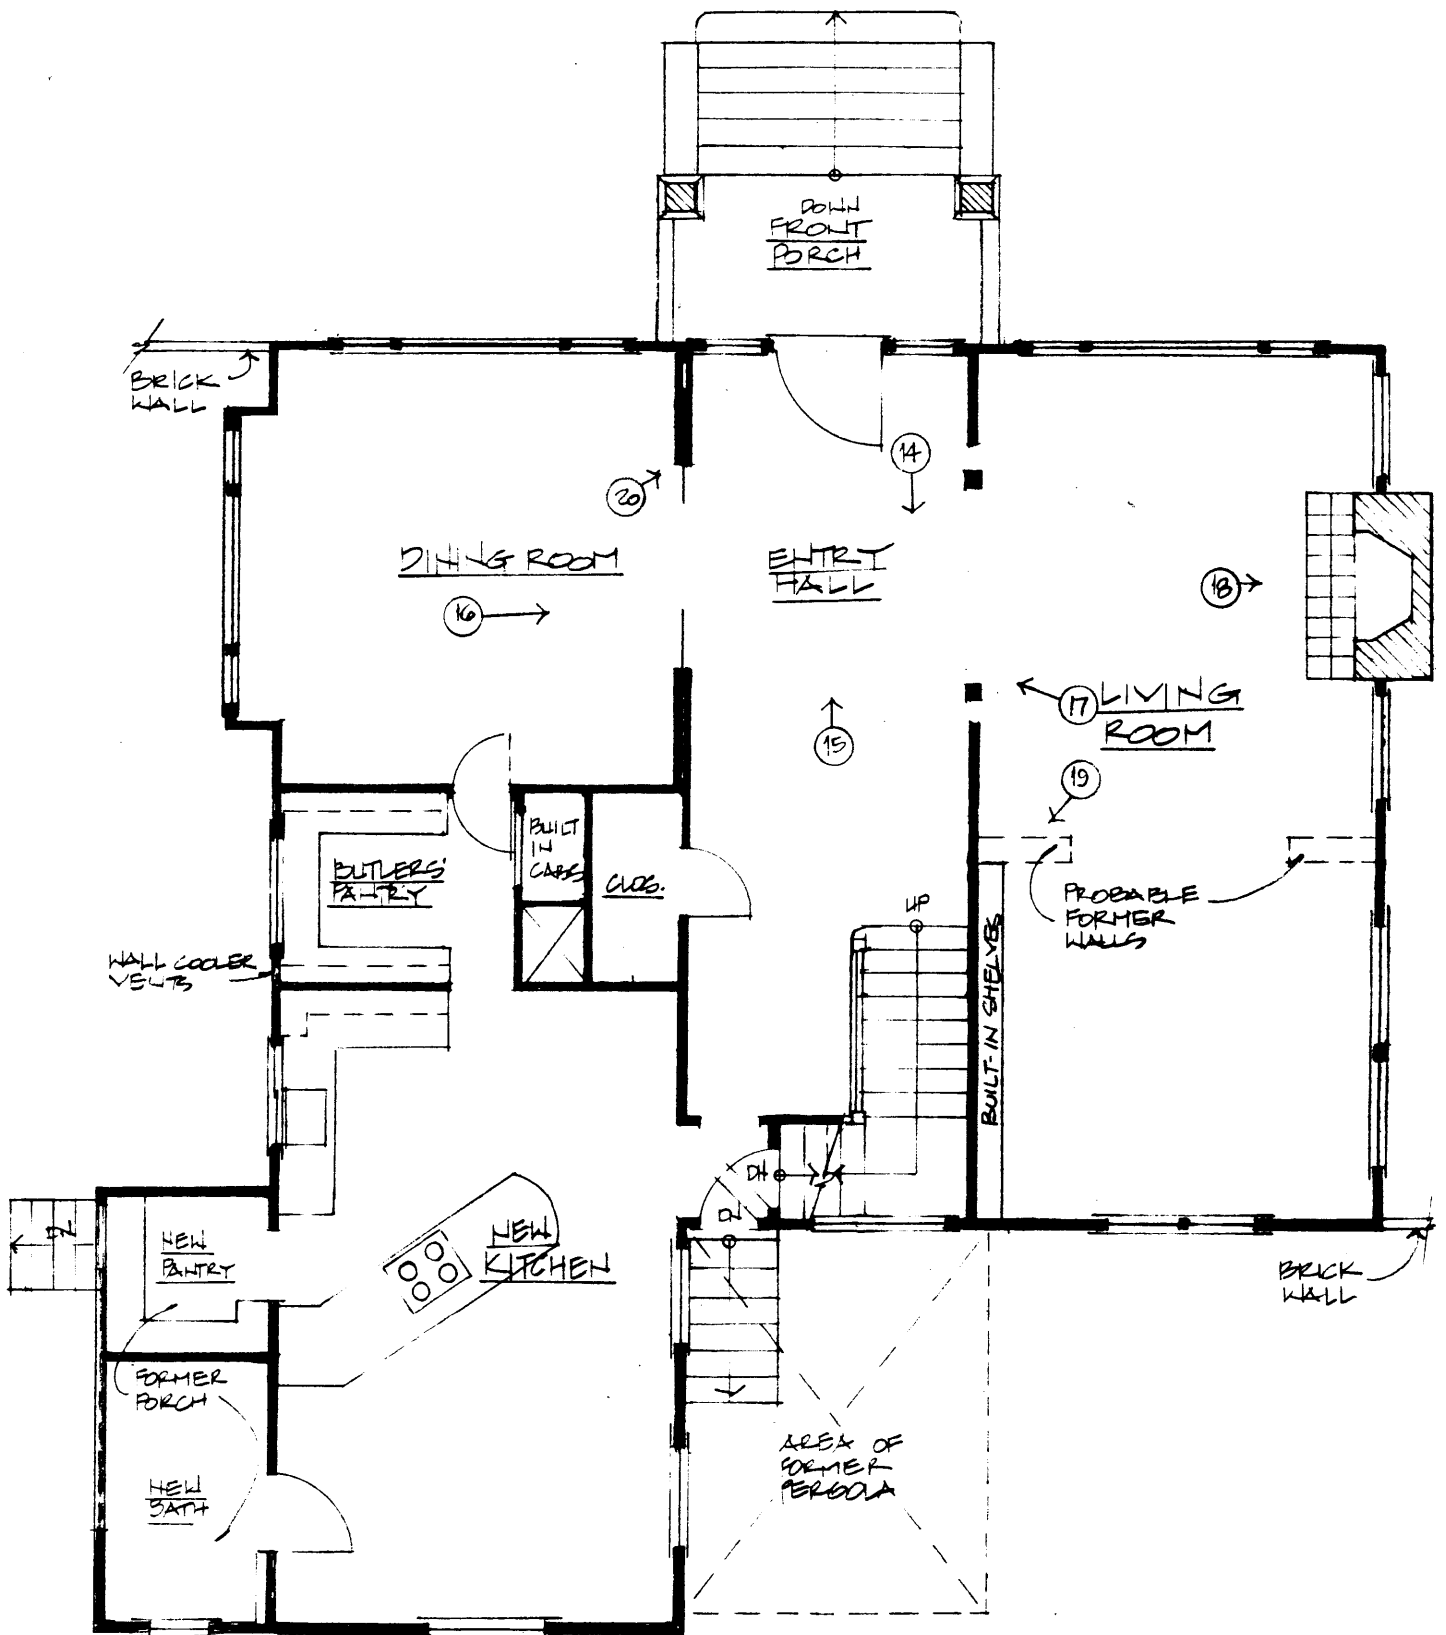 DOWN
FRONT
PORCH
BRICK
WALL
14
20
DINING ROOM
ENTRY
HALL
16
18
17
LIVING
ROOM
15
19
BUILT
IN
CABS
BUTLERS'
PANTRY
CLOS.
PROBABLE
FORMER
WALLS
UP
WALL COOLER
VENTS
BUILT-IN SHELVES
DN
DN
DN
NEW
PANTRY
NEW
KITCHEN
BRICK
WALL
FORMER
PORCH
AREA OF
FORMER
PERGOLA
NEW
BATH